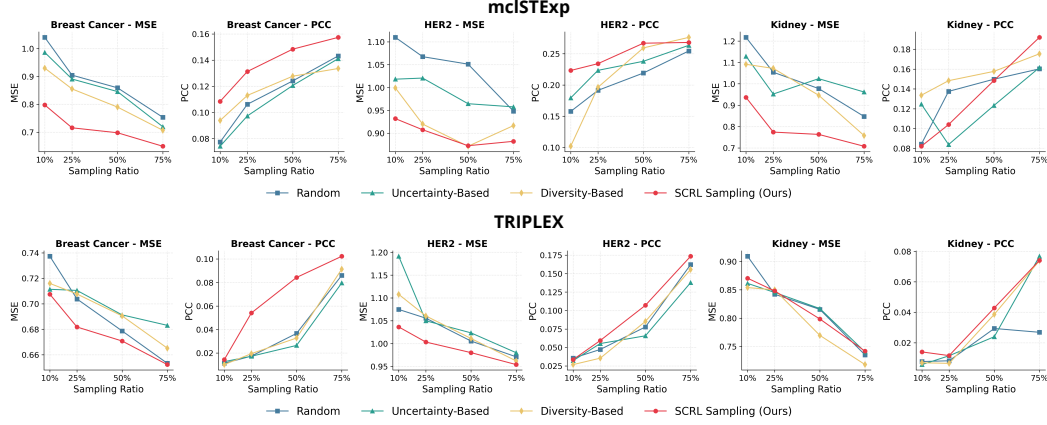 mclSTExp
Breast Cancer - MSE
Breast Cancer - PCC
HER2 - MSE
HER2 - PCC
Kidney - MSE
Kidney - PCC
MSE
1.0
0.9
0.8
0.7
PCC
0.16
0.14
0.12
0.10
0.08
MSE
1.10
1.05
1.00
0.95
0.90
PCC
0.25
0.20
0.15
0.10
MSE
1.2
1.1
1.0
0.9
0.8
0.7
PCC
0.18
0.16
0.14
0.12
0.10
0.08
10% 25% 50% 75%
10% 25% 50% 75%
10% 25% 50% 75%
10% 25% 50% 75%
10% 25% 50% 75%
10% 25% 50% 75%
Sampling Ratio
Sampling Ratio
Sampling Ratio
Sampling Ratio
Sampling Ratio
Sampling Ratio
Random Uncertainty-Based Diversity-Based SCRL Sampling (Ours)
TRIPLEX
Breast Cancer - MSE
Breast Cancer - PCC
HER2 - MSE
HER2 - PCC
Kidney - MSE
Kidney - PCC
MSE
0.74
0.72
0.70
0.68
0.66
PCC
0.10
0.08
0.06
0.04
0.02
MSE
1.20
1.15
1.10
1.05
1.00
0.95
PCC
0.175
0.150
0.125
0.100
0.075
0.050
0.025
MSE
0.90
0.85
0.80
0.75
PCC
0.08
0.06
0.04
0.02
10% 25% 50% 75%
10% 25% 50% 75%
10% 25% 50% 75%
10% 25% 50% 75%
10% 25% 50% 75%
10% 25% 50% 75%
Sampling Ratio
Sampling Ratio
Sampling Ratio
Sampling Ratio
Sampling Ratio
Sampling Ratio
Random Uncertainty-Based Diversity-Based SCRL Sampling (Ours)